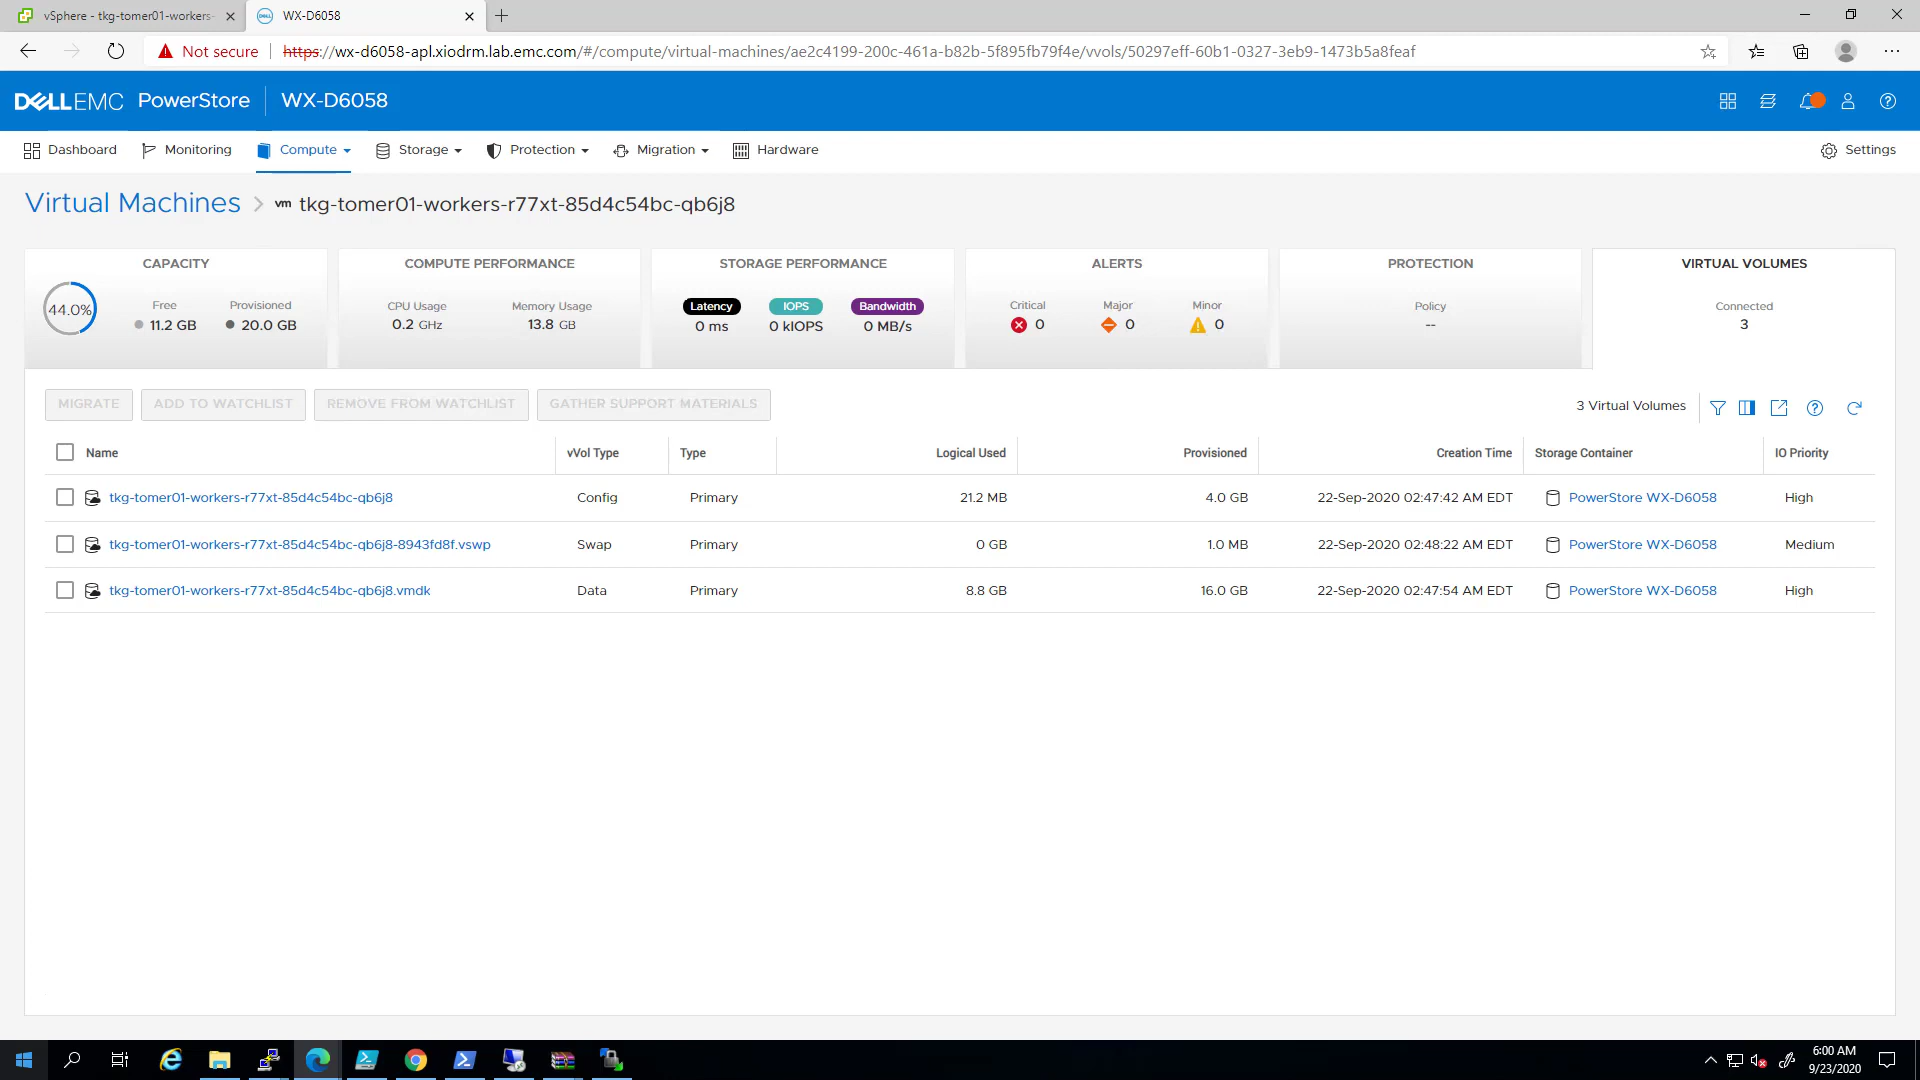 vSphere - tkg-tomer01-workers-
WX-D6058
Not secure
https://wx-d6058-apl.xiodrm.lab.emc.com/#/compute/virtual-machines/ae2c4199-200c-461a-b82b-5f895fb79f4e/vvols/50297eff-60b1-0327-3eb9-1473b5a8feaf
DELLEMC PowerStore WX-D6058
Dashboard Monitoring Compute Storage Protection Migration Hardware Settings
Virtual Machines > vm tkg-tomer01-workers-r77xt-85d4c54bc-qb6j8
CAPACITY
44.0%
Free
11.2 GB
Provisioned
20.0 GB
COMPUTE PERFORMANCE
CPU Usage
0.2 GHz
Memory Usage
13.8 GB
STORAGE PERFORMANCE
Latency
0 ms
IOPS
0 kIOPS
Bandwidth
0 MB/s
ALERTS
Critical
0
Major
0
Minor
0
PROTECTION
Policy
--
VIRTUAL VOLUMES
Connected
3
MIGRATE ADD TO WATCHLIST REMOVE FROM WATCHLIST GATHER SUPPORT MATERIALS 3 Virtual Volumes
Name vVol Type Type Logical Used Provisioned Creation Time Storage Container IO Priority
tkg-tomer01-workers-r77xt-85d4c54bc-qb6j8 Config Primary 21.2 MB 4.0 GB 22-Sep-2020 02:47:42 AM EDT PowerStore WX-D6058 High
tkg-tomer01-workers-r77xt-85d4c54bc-qb6j8-8943fd8f.vswp Swap Primary 0 GB 1.0 MB 22-Sep-2020 02:48:22 AM EDT PowerStore WX-D6058 Medium
tkg-tomer01-workers-r77xt-85d4c54bc-qb6j8.vmdk Data Primary 8.8 GB 16.0 GB 22-Sep-2020 02:47:54 AM EDT PowerStore WX-D6058 High
6:00 AM
9/23/2020